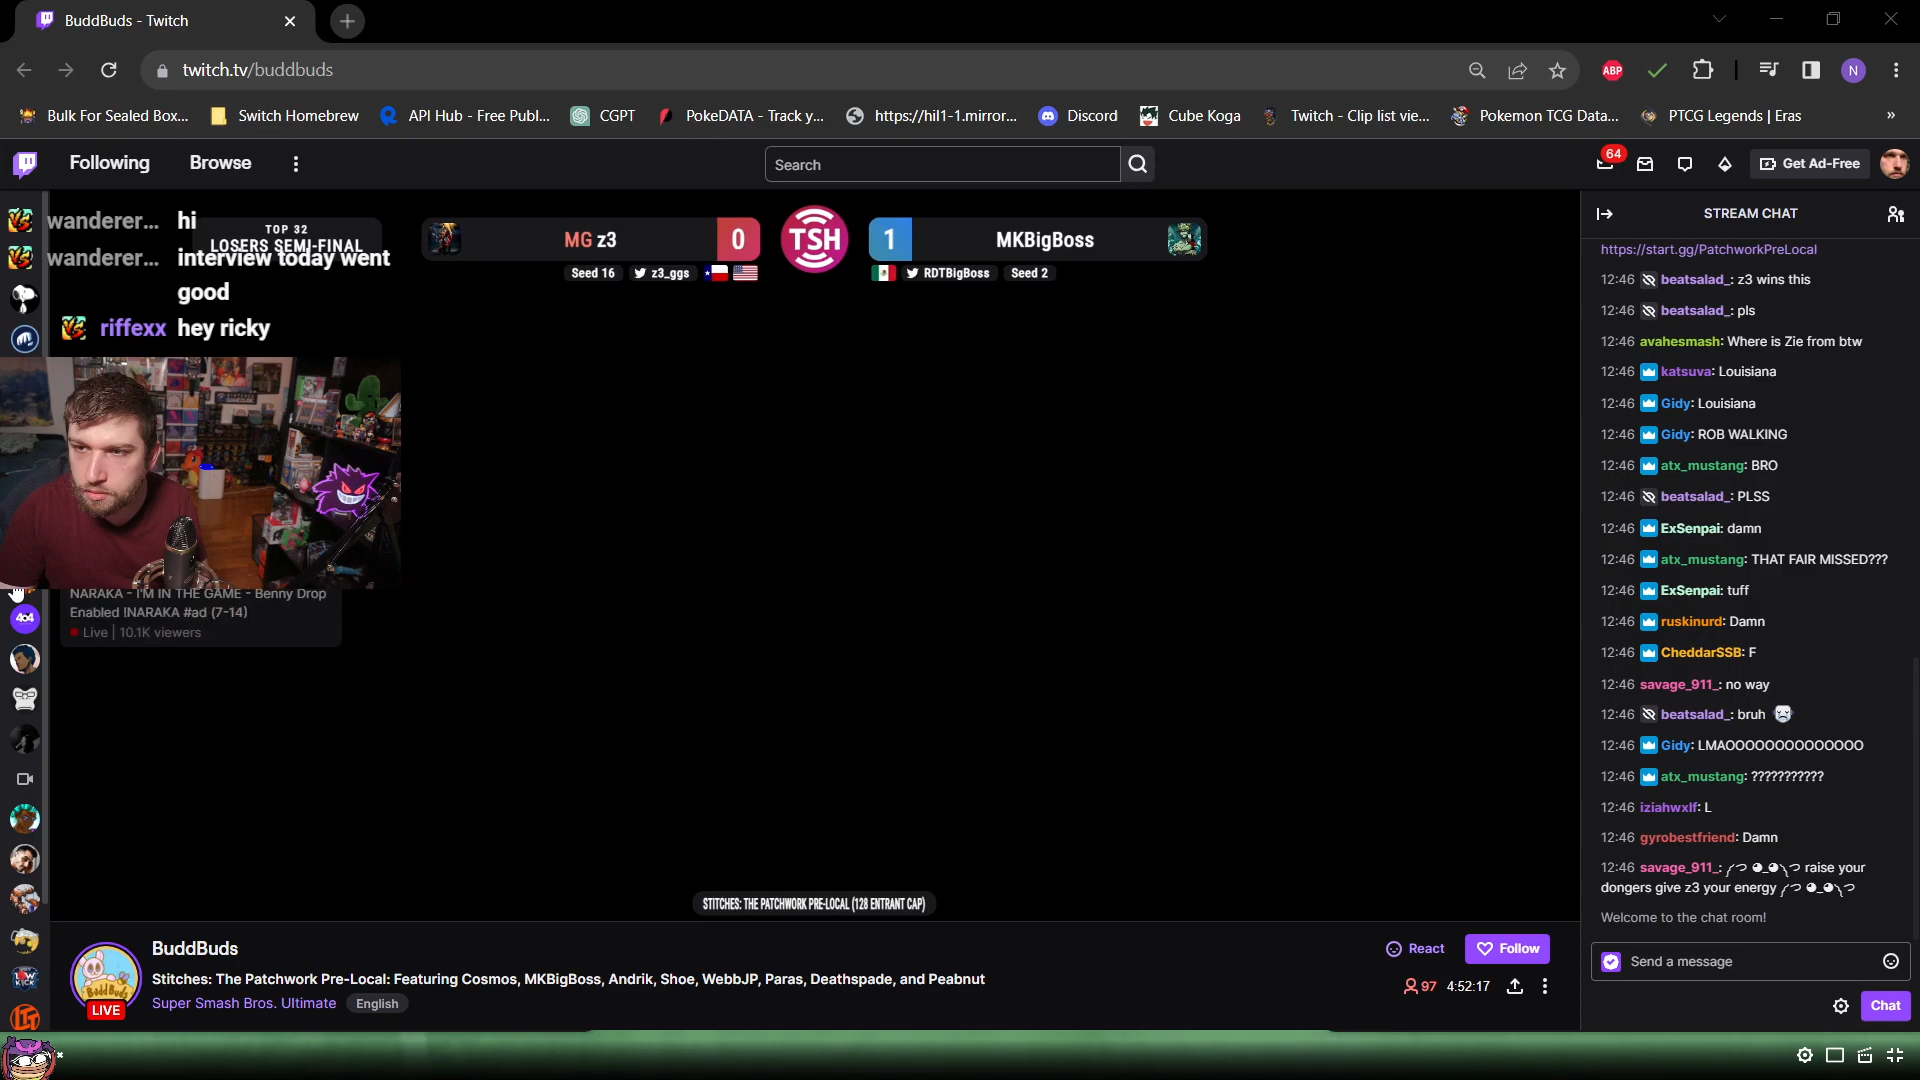 BuddBuds - Twitch
twitch.tv/buddbuds
ABP
N
Bulk For Sealed Box...
Switch Homebrew
API Hub - Free Publ...
CGPT
PokeDATA - Track y...
https://hil1-1.mirror...
Discord
Cube Koga
Twitch - Clip list vie...
Pokemon TCG Data...
PTCG Legends | Eras
»
Following
Browse
Search
64
Get Ad-Free
wanderer... hi
wanderer... interview today went
good
riffexx hey ricky
TOP 32
LOSERS SEMI-FINAL
MG z3
0
TSH
1
MKBigBoss
Seed 16
z3_ggs
RDTBigBoss
Seed 2
NARAKA - I'M IN THE GAME - Benny Drop
Enabled !NARAKA #ad (7-14)
Live | 10.1K viewers
404
STITCHES: THE PATCHWORK PRE-LOCAL (128 ENTRANT CAP)
BuddBuds
LIVE
BuddBuds
Stitches: The Patchwork Pre-Local: Featuring Cosmos, MKBigBoss, Andrik, Shoe, WebbJP, Paras, Deathspade, and Peabnut
Super Smash Bros. Ultimate
English
React
Follow
97
4:52:17
STREAM CHAT
https://start.gg/PatchworkPreLocal
12:46 beatsalad_: z3 wins this
12:46 beatsalad_: pls
12:46 avahesmash: Where is Zie from btw
12:46 katsuva: Louisiana
12:46 Gidy: Louisiana
12:46 Gidy: ROB WALKING
12:46 atx_mustang: BRO
12:46 beatsalad_: PLSS
12:46 ExSenpai: damn
12:46 atx_mustang: THAT FAIR MISSED???
12:46 ExSenpai: tuff
12:46 ruskinurd: Damn
12:46 CheddarSSB: F
12:46 savage_911_: no way
12:46 beatsalad_: bruh
12:46 Gidy: LMAOOOOOOOOOOOOOO
12:46 atx_mustang: ???????????
12:46 iziahwxlf: L
12:46 gyrobestfriend: Damn
12:46 savage_911_: ༼つ ◕_◕༽つ raise your
dongers give z3 your energy ༼つ ◕_◕༽つ
Welcome to the chat room!
Send a message
Chat